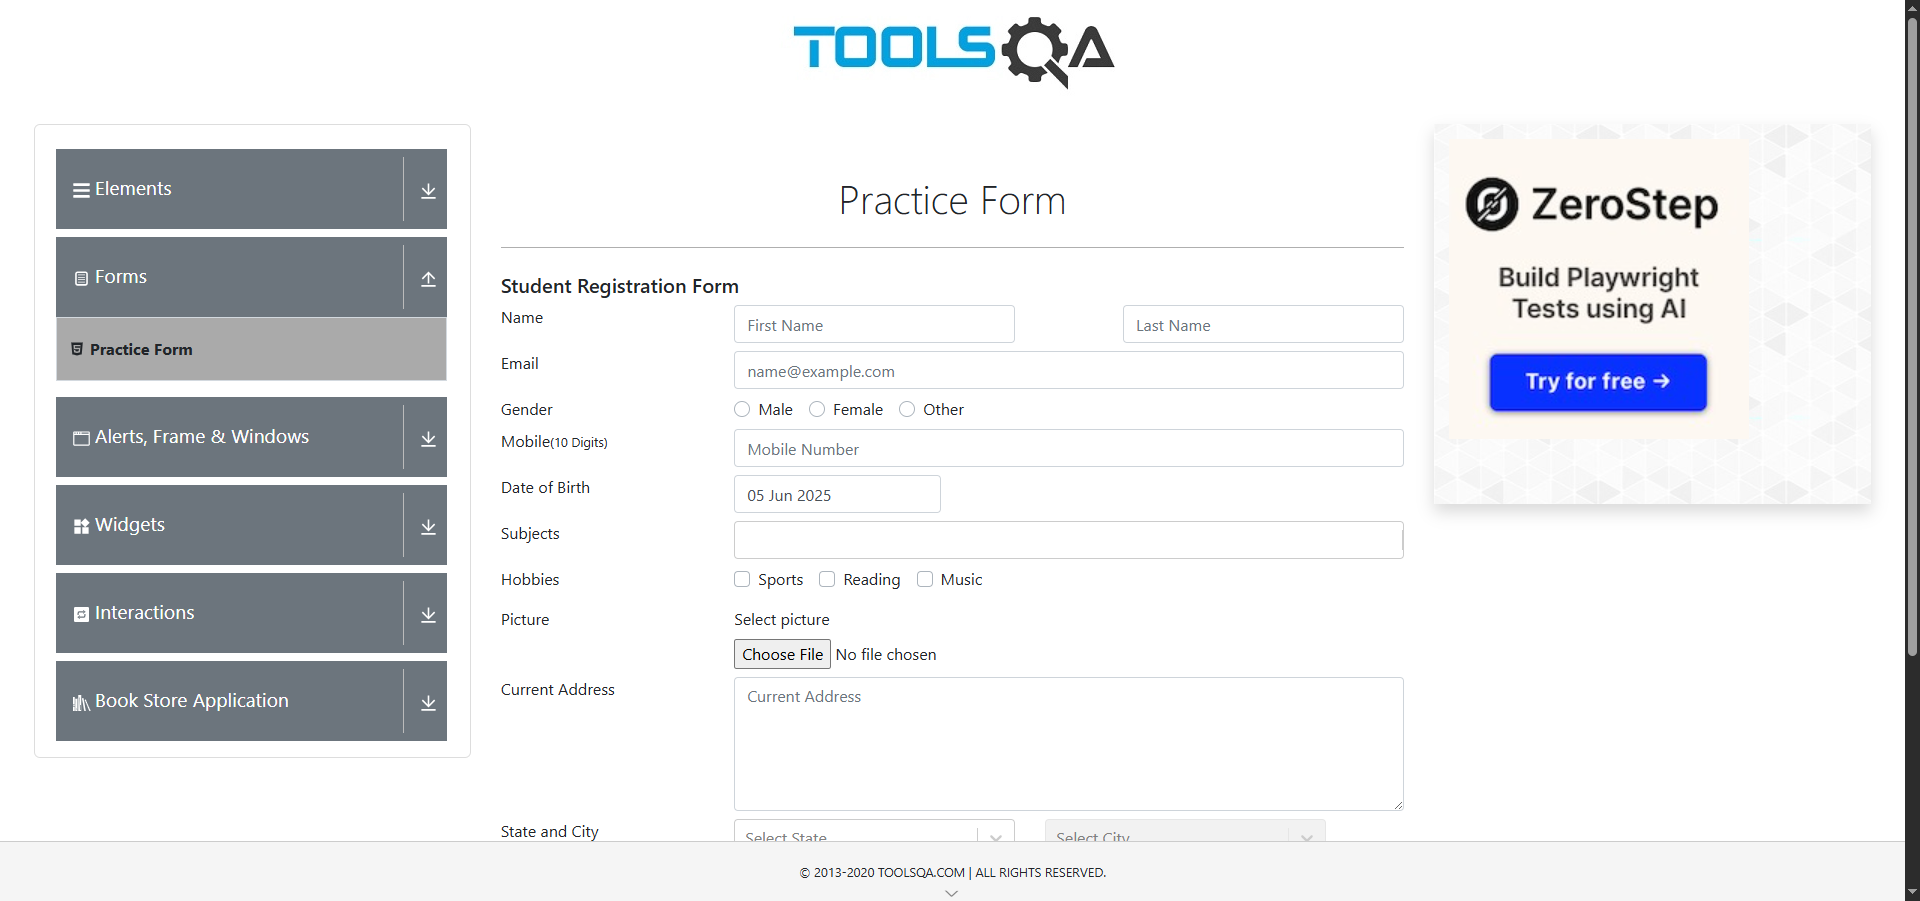 TOOLSQA
Elements
Forms
Practice Form
Alerts, Frame & Windows
Widgets
Interactions
Book Store Application
Practice Form
Student Registration Form
Name First Name Last Name
Email name@example.com
Gender Male Female Other
Mobile(10 Digits) Mobile Number
Date of Birth 05 Jun 2025
Subjects
Hobbies Sports Reading Music
Picture Select picture
Choose File No file chosen
Current Address Current Address
State and City Select State Select City
ZeroStep
Build Playwright
Tests using AI
Try for free →
© 2013-2020 TOOLSQA.COM | ALL RIGHTS RESERVED.